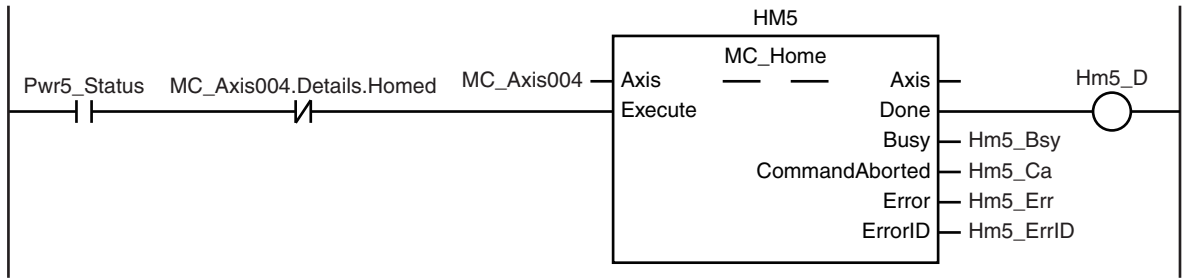 HM5
MC_Home
Pwr5_Status MC_Axis004.Details.Homed MC_Axis004 Axis Axis Hm5_D
Execute Done
Busy Hm5_Bsy
CommandAborted Hm5_Ca
Error Hm5_Err
ErrorID Hm5_ErrID